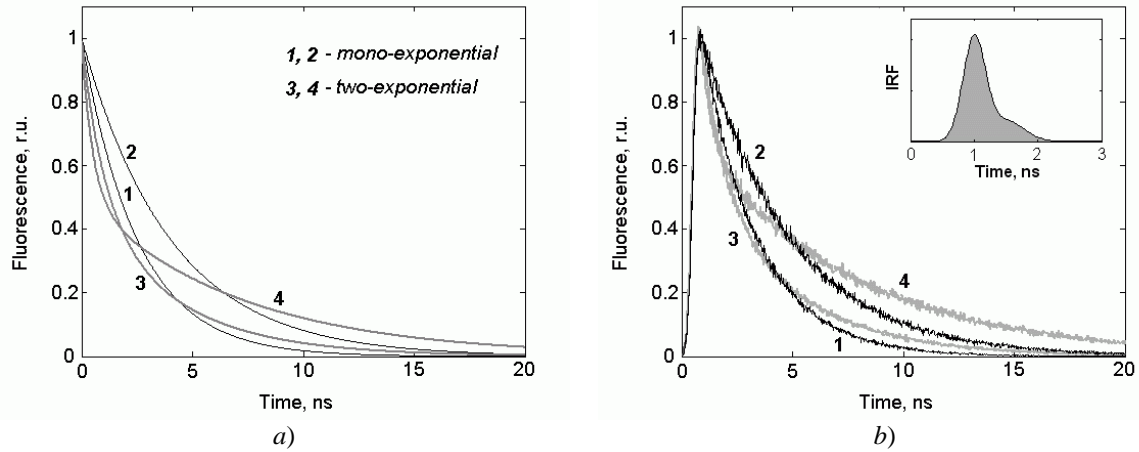 1, 2 - mono-exponential
3, 4 - two-exponential
Fluorescence, r.u.
1
0.8
0.6
0.4
0.2
0
2
1
3
4
0 5 10 15 20
Time, ns
a)
Fluorescence, r.u.
1
0.8
0.6
0.4
0.2
0
IRF
0 1 2 3
Time, ns
2
3
4
1
0 5 10 15 20
Time, ns
b)